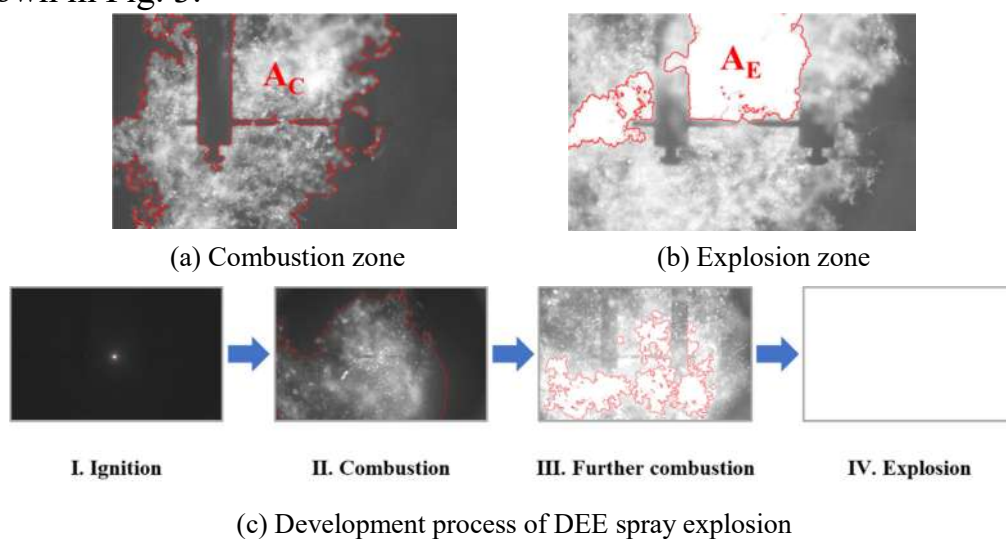 own in Fig. 3.
A_C
A_E
(a) Combustion zone
(b) Explosion zone
I. Ignition
II. Combustion
III. Further combustion
IV. Explosion
(c) Development process of DEE spray explosion